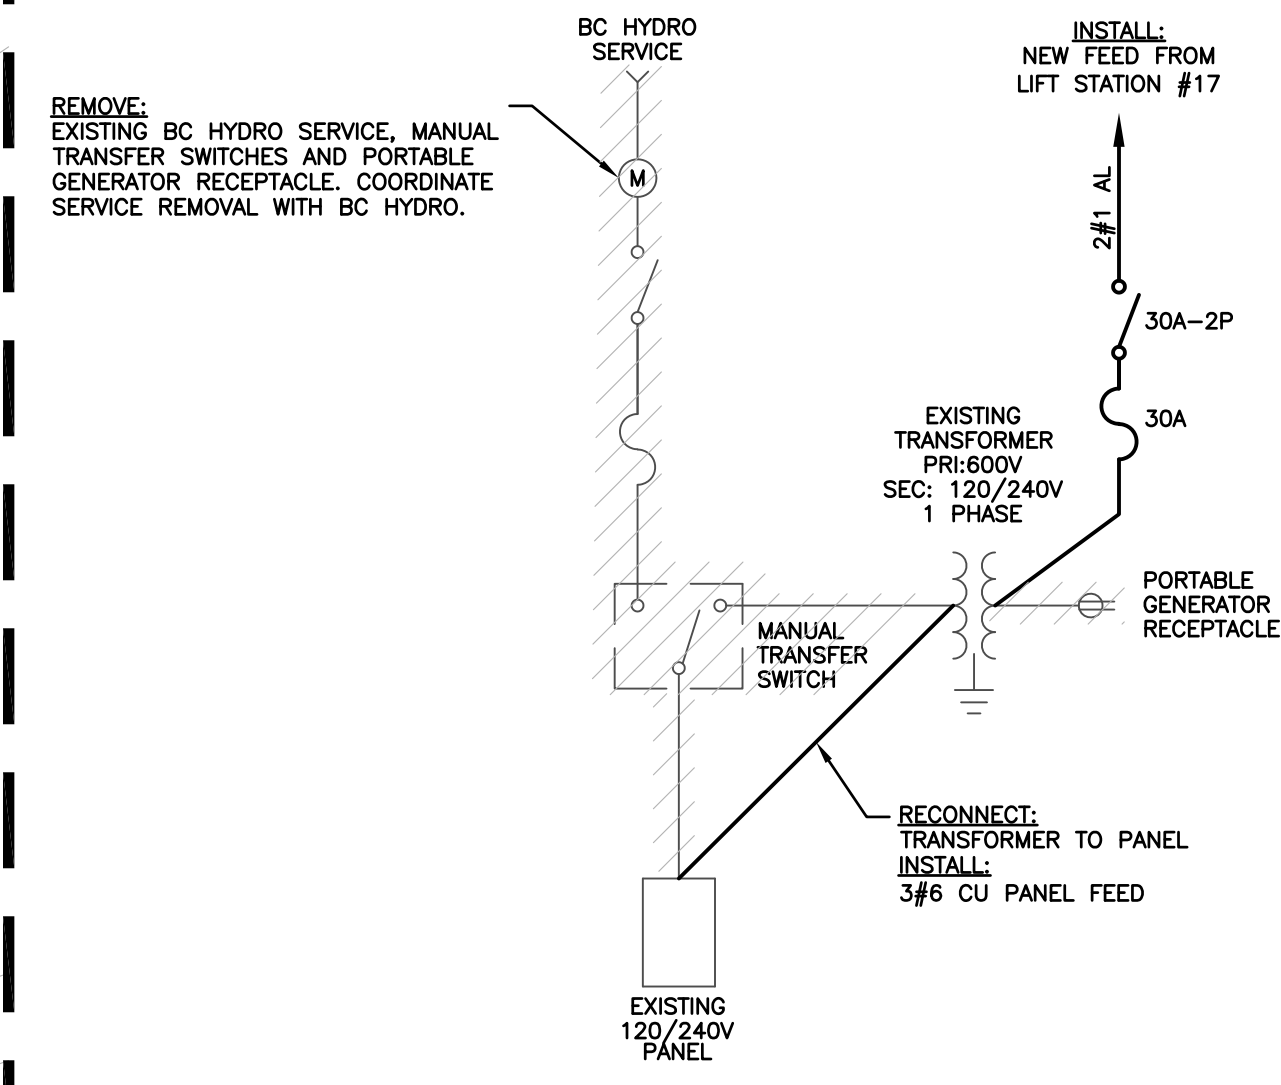 BC HYDRO
SERVICE
INSTALL:
NEW FEED FROM
LIFT STATION #17
REMOVE:
EXISTING BC HYDRO SERVICE, MANUAL
TRANSFER SWITCHES AND PORTABLE
GENERATOR RECEPTACLE. COORDINATE
SERVICE REMOVAL WITH BC HYDRO.
M
2#1 AL
30A-2P
30A
EXISTING
TRANSFORMER
PRI:600V
SEC: 120/240V
1 PHASE
PORTABLE
GENERATOR
RECEPTACLE
MANUAL
TRANSFER
SWITCH
RECONNECT:
TRANSFORMER TO PANEL
INSTALL:
3#6 CU PANEL FEED
EXISTING
120/240V
PANEL